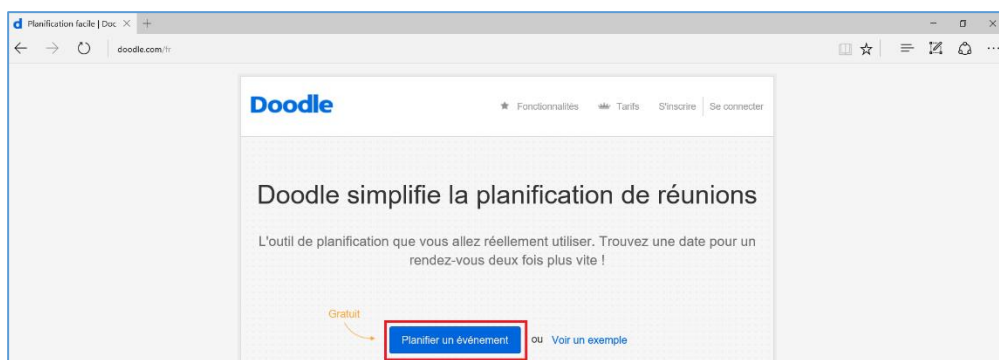 d Planification facile | Doc
doodle.com/fr
Doodle
Fonctionnalités Tarifs S'inscrire Se connecter
Doodle simplifie la planification de réunions
L'outil de planification que vous allez réellement utiliser. Trouvez une date pour un
rendez-vous deux fois plus vite !
Gratuit
Planifier un événement ou Voir un exemple